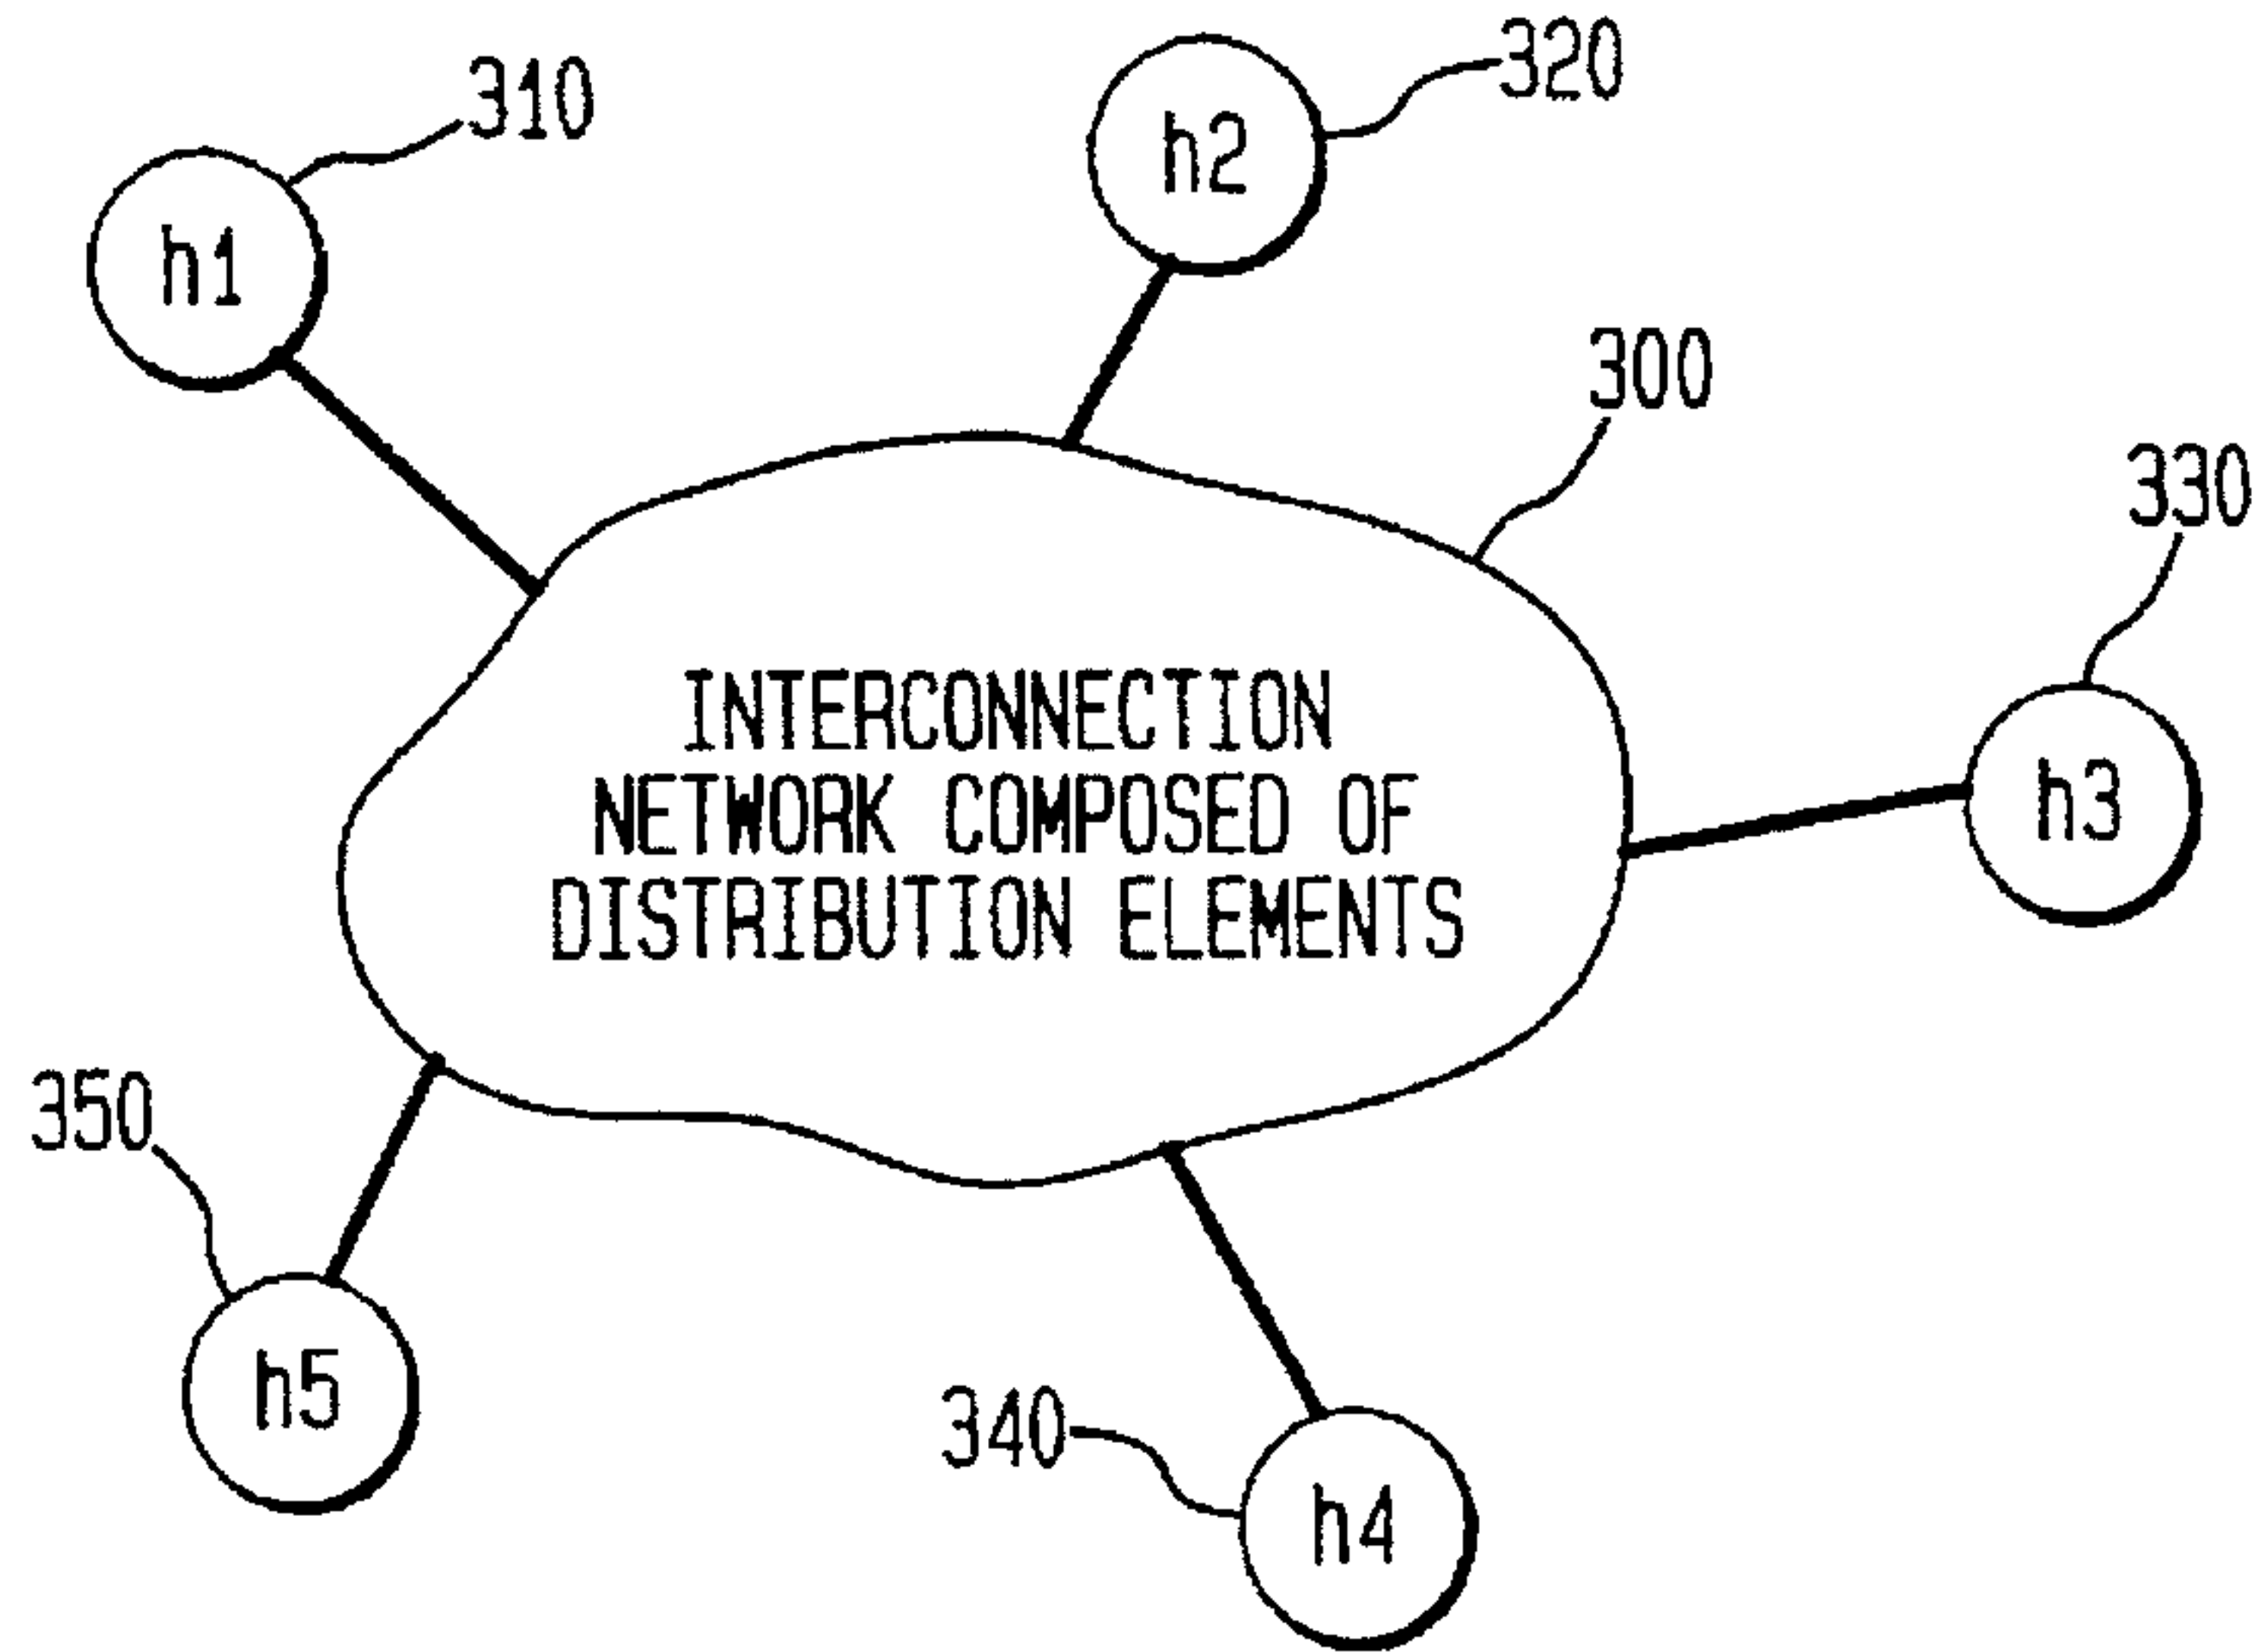 310
320
h1
h2
300
330
INTERCONNECTION
NETWORK COMPOSED OF
DISTRIBUTION ELEMENTS
h3
350
h5
340
h4